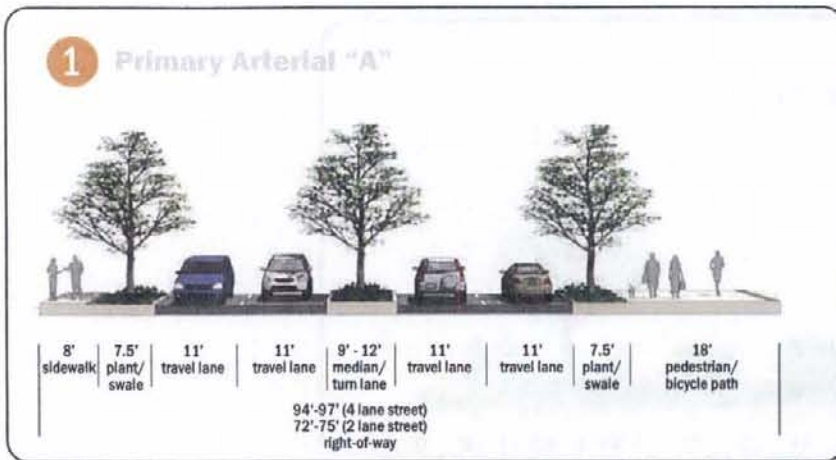 1 Primary Arterial "A"
8' 7.5' 11' 11' 9' - 12' 11' 11' 7.5' 18'
sidewalk plant/ travel lane travel lane median/ travel lane travel lane plant/ pedestrian/
swale turn lane swale bicycle path
94'-97' (4 lane street)
72'-75' (2 lane street)
right-of-way